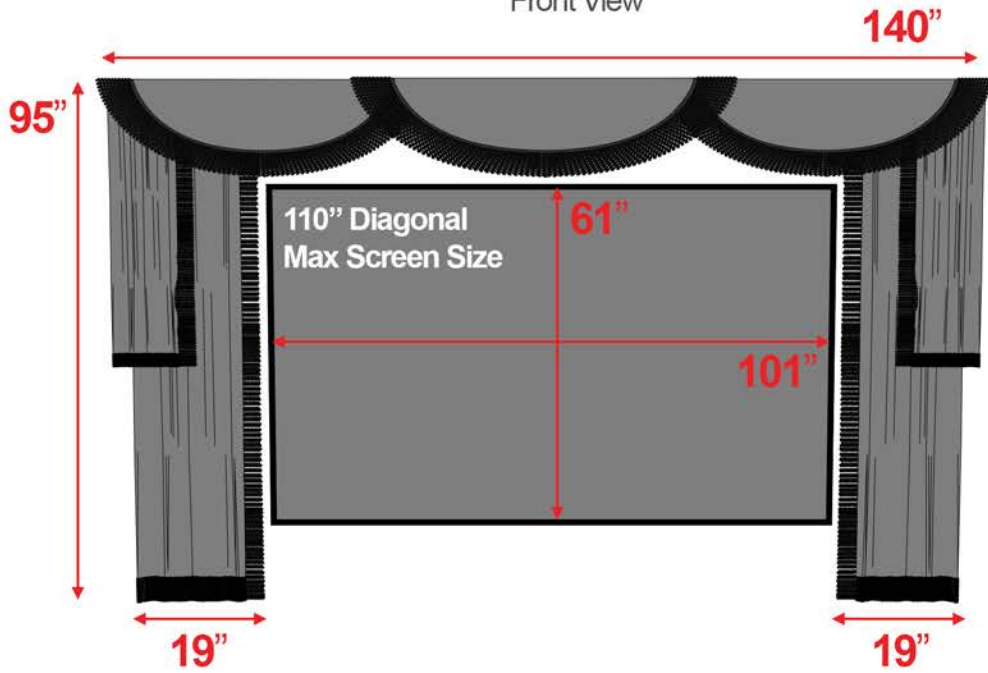 Front View
140”
95”
110” Diagonal
Max Screen Size
61”
101”
19”
19”